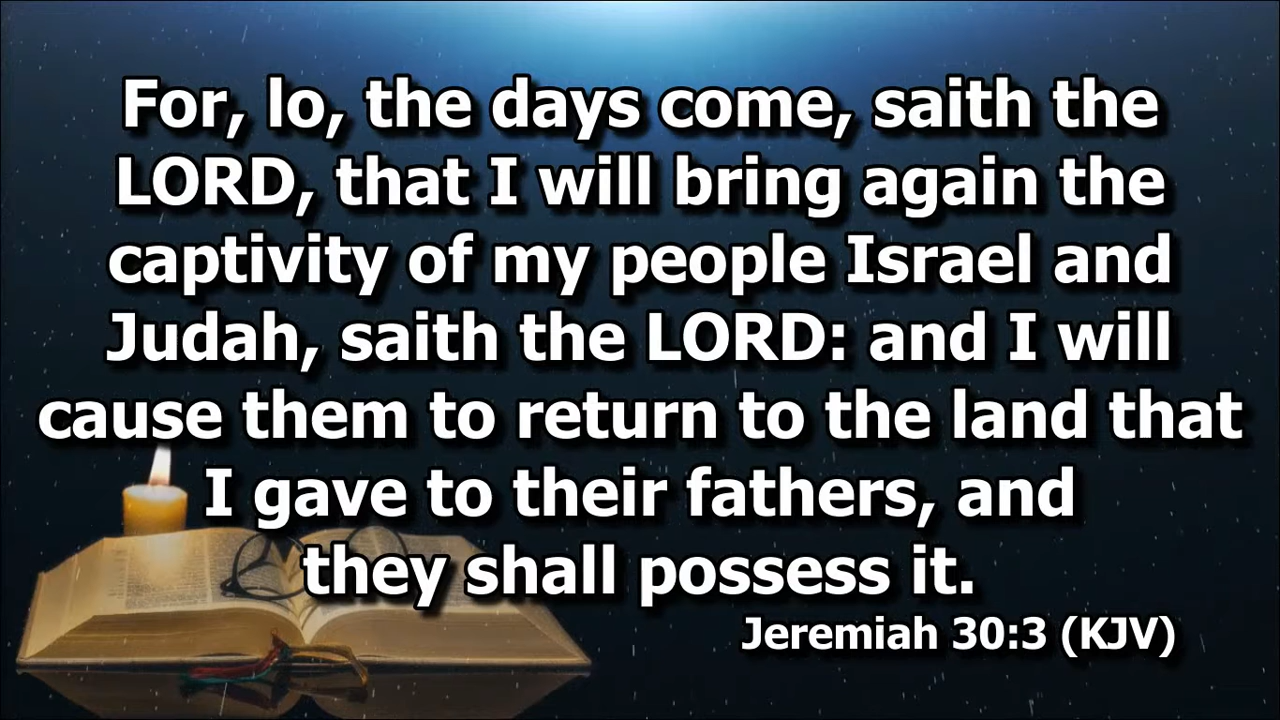 For, lo, the days come, saith the
LORD, that I will bring again the
captivity of my people Israel and
Judah, saith the LORD: and I will
cause them to return to the land that
I gave to their fathers, and
they shall possess it.
Jeremiah 30:3 (KJV)